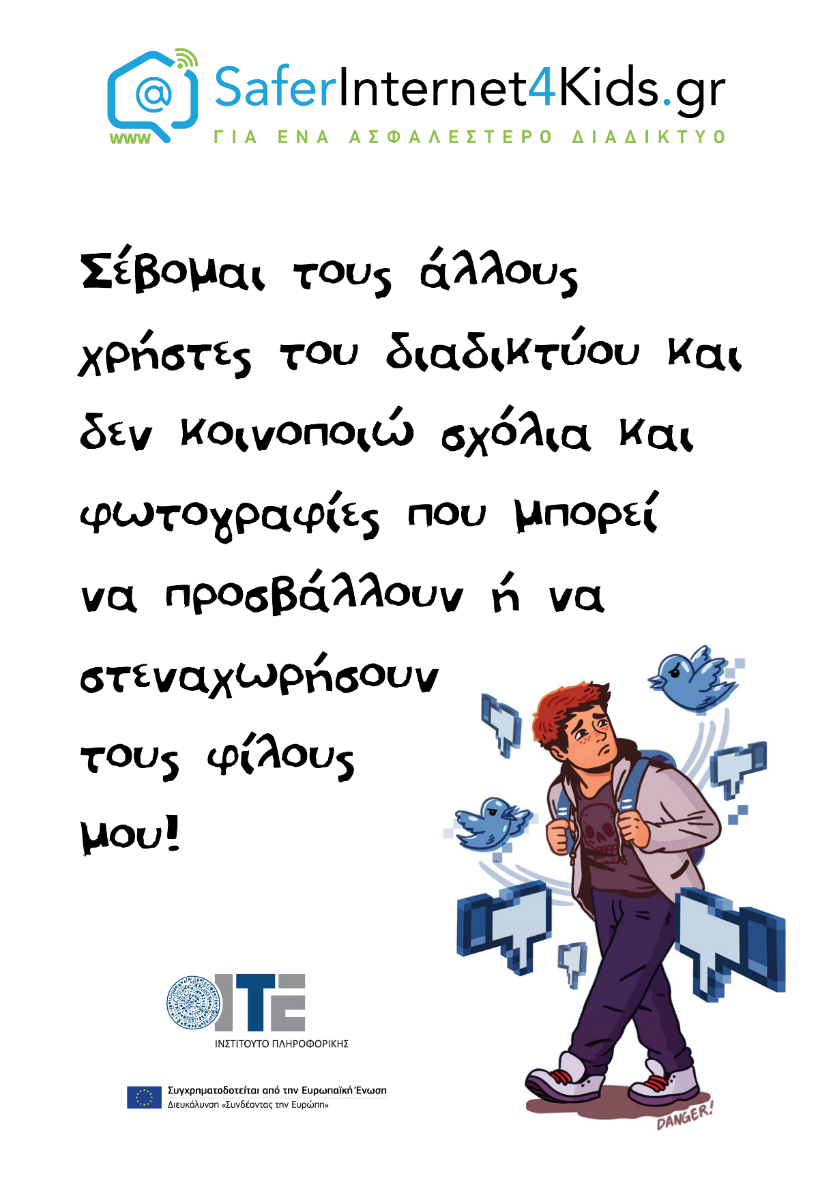 @
www
SaferInternet4Kids.gr
ΓΙΑ ΕΝΑ ΑΣΦΑΛΕΣΤΕΡΟ ΔΙΑΔΙΚΤΥΟ
Σέβομαι τους άλλους
χρήστες του διαδικτύου και
δεν κοινοποιώ σχόλια και
φωτογραφίες που μπορεί
να προσβάλλουν ή να
στεναχωρήσουν
τους φίλους
μου!
ΙΤΕ
ΙΝΣΤΙΤΟΥΤΟ ΠΛΗΡΟΦΟΡΙΚΗΣ
Συγχρηματοδοτείται από την Ευρωπαϊκή Ένωση
Διευκόλυνση «Συνδέοντας την Ευρώπη»
DANGER!